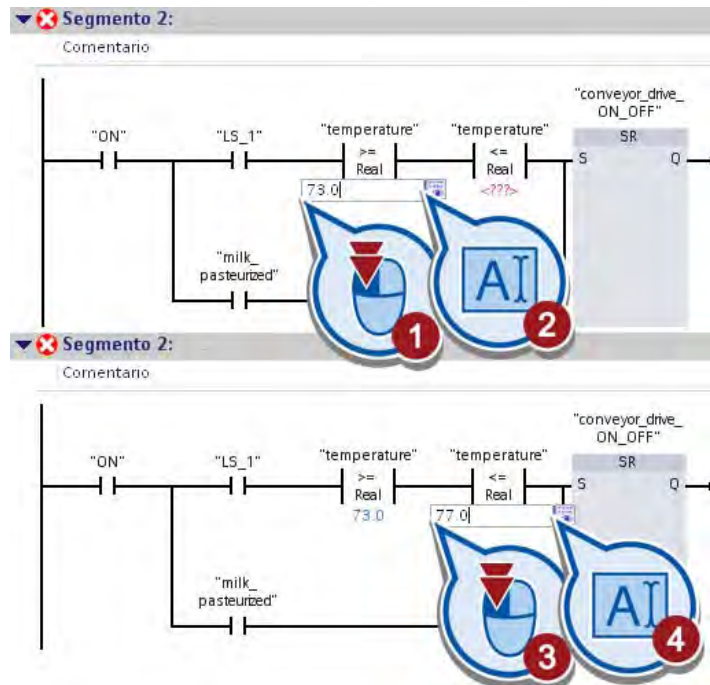 Segmento 2:
Comentario
"conveyor_drive_
ON_OFF"
"ON" "LS_1" "temperature" "temperature" SR
>= <= S Q
Real Real
73.0 <???>
"milk_
pasteurized"
A
1 2
Segmento 2:
Comentario
"conveyor_drive_
ON_OFF"
"ON" "LS_1" "temperature" "temperature" SR
>= <= S Q
Real Real
73.0 77.0
"milk_
pasteurized"
A
3 4